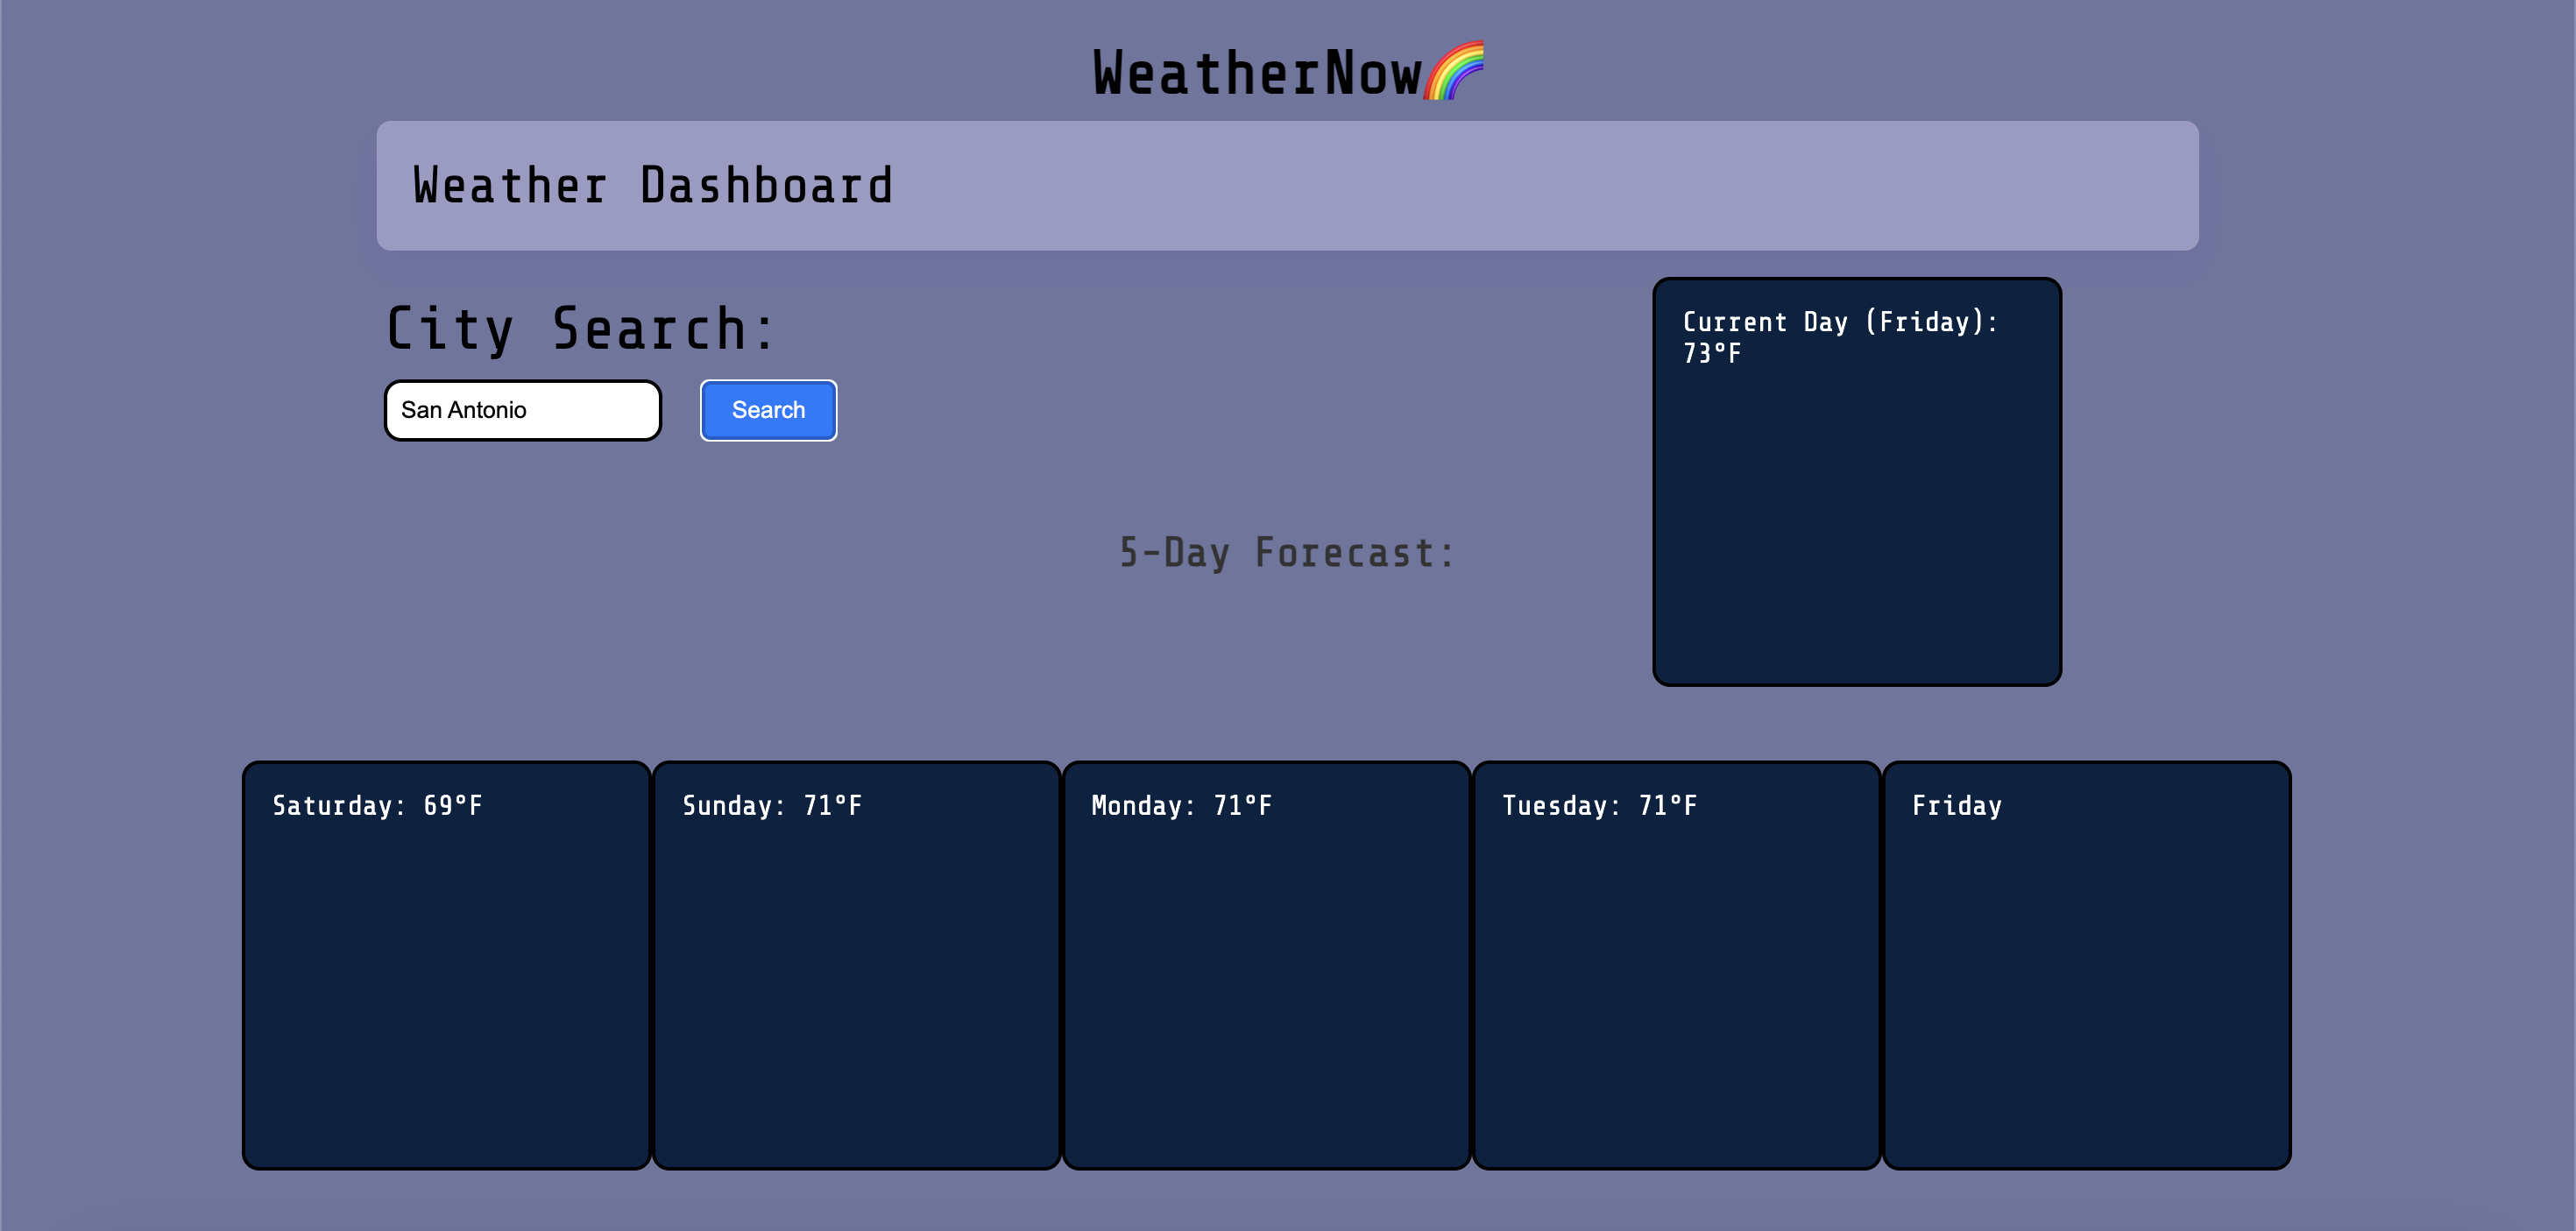 WeatherNow🌈
Weather Dashboard
City Search:
San Antonio
Search
Current Day (Friday):
73°F
5-Day Forecast:
Saturday: 69°F
Sunday: 71°F
Monday: 71°F
Tuesday: 71°F
Friday